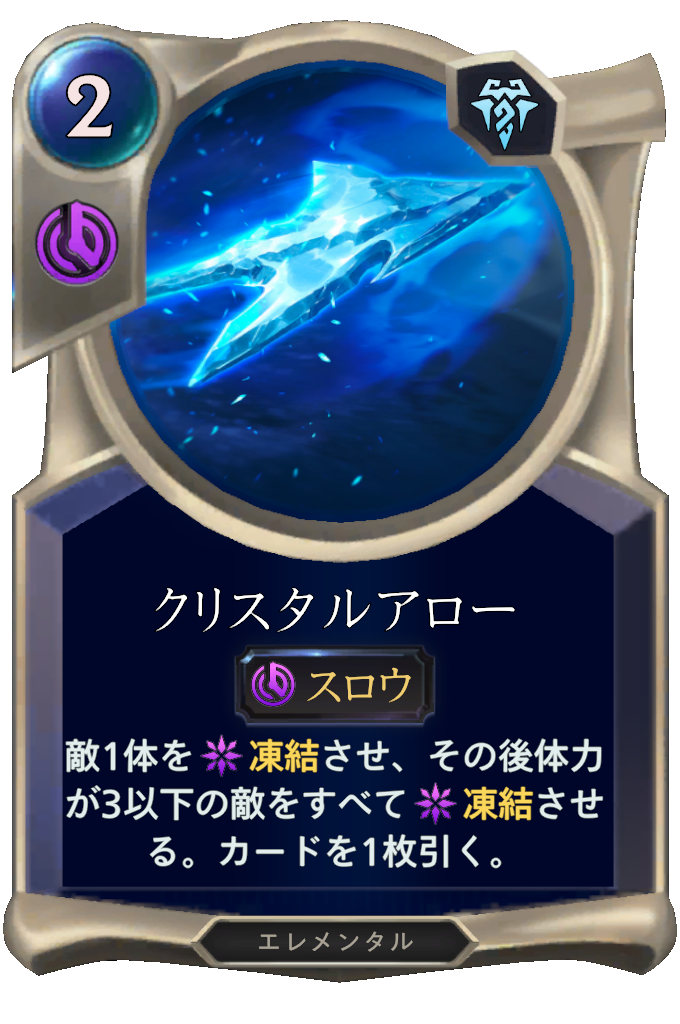 2
クリスタルアロー
スロウ
敵1体を凍結させ、その後体力
が3以下の敵をすべて凍結させ
る。カードを1枚引く。
エレメンタル